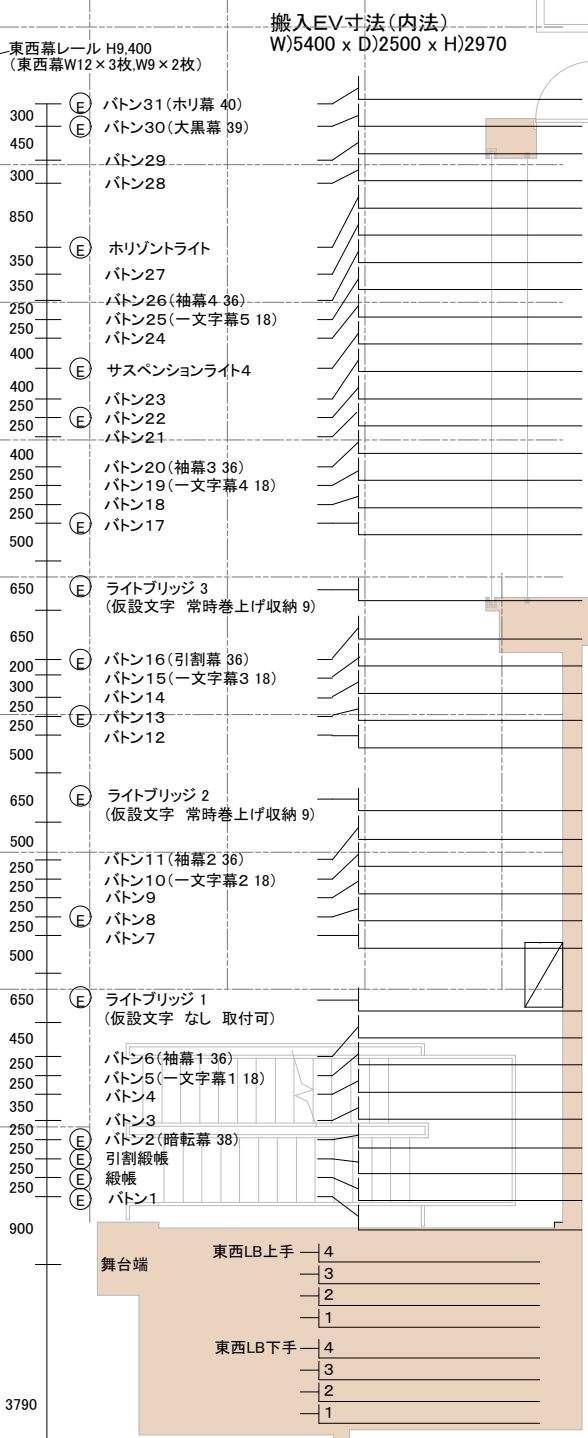 搬入EV寸法(内法)
W)5400 x D)2500 x H)2970
東西幕レール H9,400
(東西幕W12×3枚,W9×2枚)
E バトン31(ホリ幕 40)
300
E バトン30(大黒幕 39)
450
バトン29
300
バトン28
850
E ホリゾントライト
350
バトン27
350
バトン26(袖幕4 36)
250
バトン25(一文字幕5 18)
250
バトン24
400
E サスペンションライト4
400
バトン23
250
E バトン22
250
バトン21
400
バトン20(袖幕3 36)
250
バトン19(一文字幕4 18)
250
バトン18
250
E バトン17
500
650 E ライトブリッジ 3
(仮設文字 常時巻上げ収納 9)
650
E バトン16(引割幕 36)
200
バトン15(一文字幕3 18)
300
バトン14
250
E バトン13
250
バトン12
500
650 E ライトブリッジ 2
(仮設文字 常時巻上げ収納 9)
500
バトン11(袖幕2 36)
250
バトン10(一文字幕2 18)
250
バトン9
250
E バトン8
250
バトン7
500
650 E ライトブリッジ 1
(仮設文字 なし 取付可)
450
バトン6(袖幕1 36)
250
バトン5(一文字幕1 18)
250
バトン4
350
バトン3
250
E バトン2(暗転幕 38)
250
E 引割緞帳
250
E 緞帳
250
E バトン1
900
舞台端
東西LB上手 4
3
2
1
東西LB下手 4
3
2
1
3790